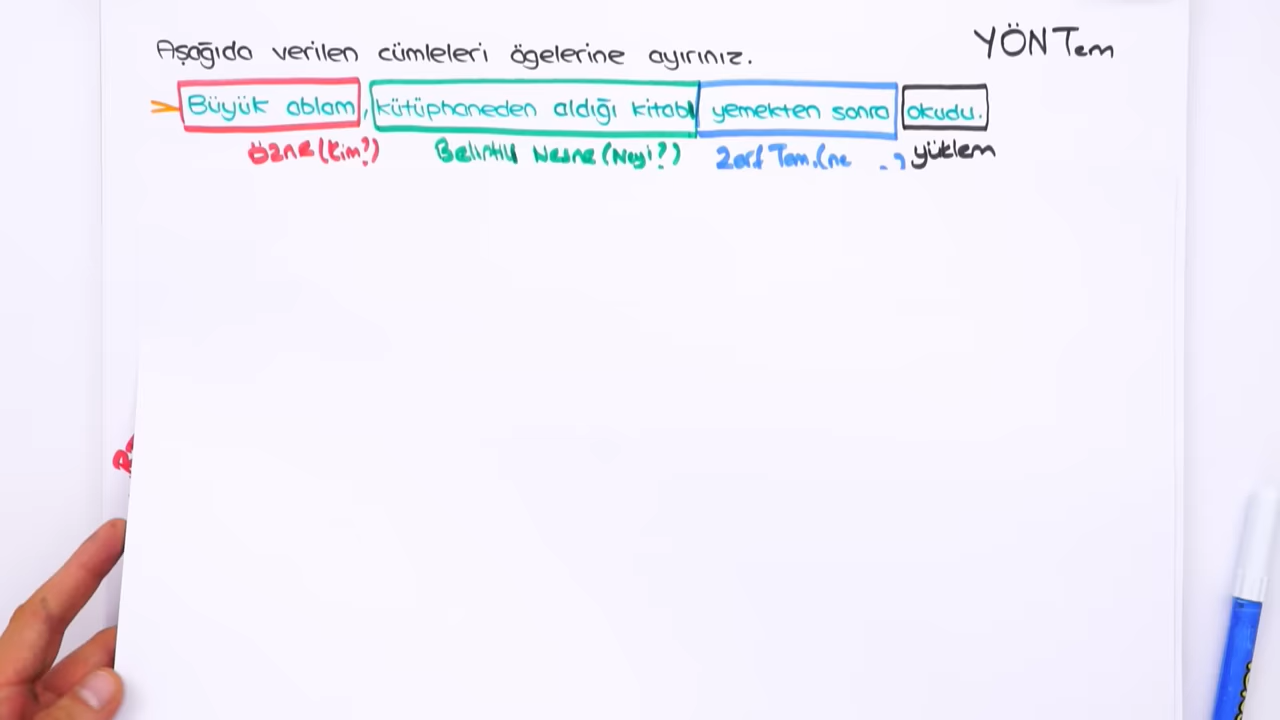 Aşağıda verilen cümleleri ögelerine ayırınız.
YÖNTem
Büyük ablam, kütüphaneden aldığı kitabı yemekten sonra okudu.
Özne (Kim?) Belirtili Nesne (Neyi?) Zarf Tam. (ne yüklem